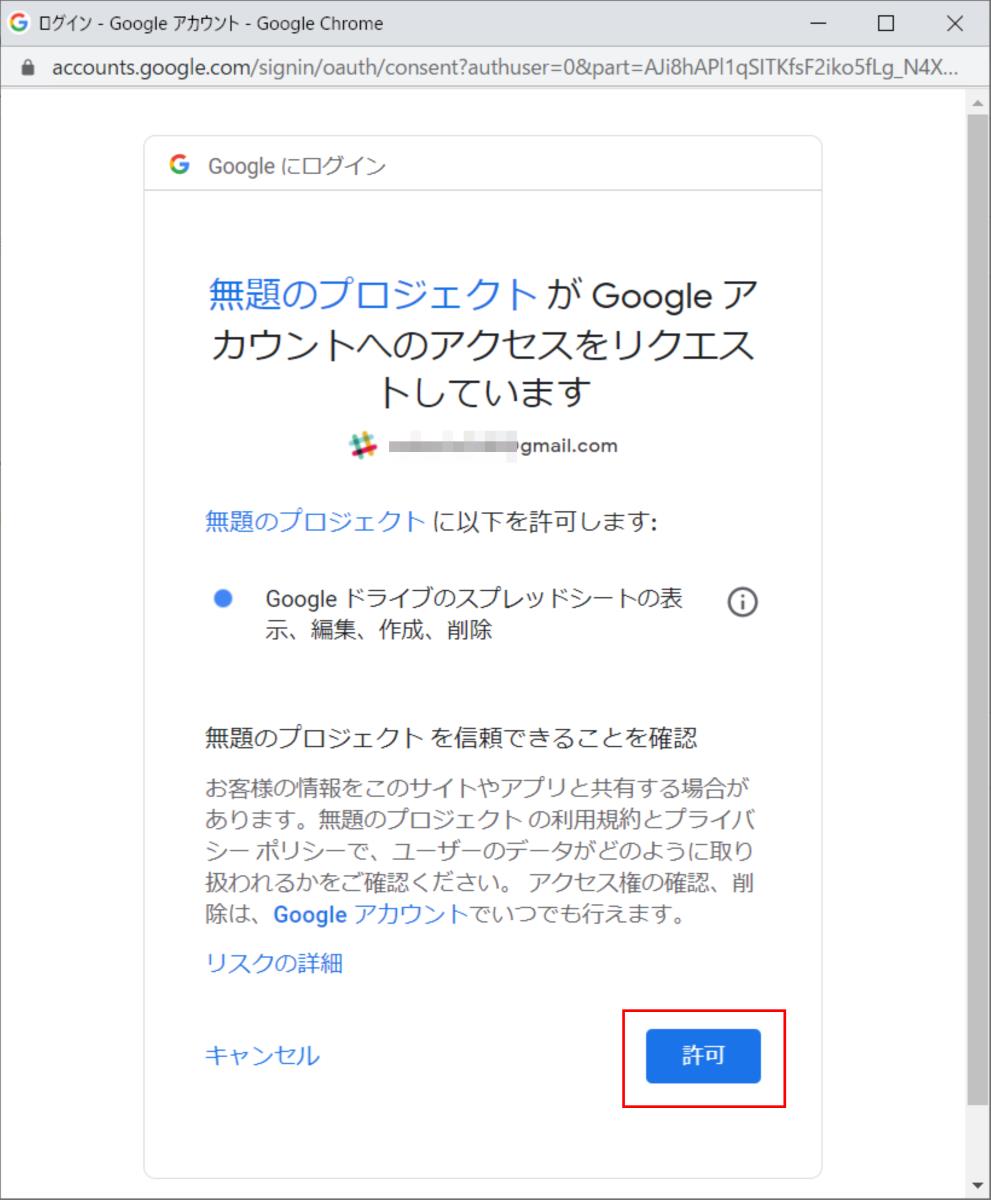 ログイン - Google アカウント - Google Chrome
accounts.google.com/signin/oauth/consent?authuser=0&part=AJi8hAPl1qSITKfsF2iko5fLg_N4X...
Google にログイン
無題のプロジェクト が Google ア
カウントへのアクセスをリクエス
トしています
gmail.com
無題のプロジェクト に以下を許可します:
Google ドライブのスプレッドシートの表
示、編集、作成、削除
無題のプロジェクト を信頼できることを確認
お客様の情報をこのサイトやアプリと共有する場合が
あります。無題のプロジェクト の利用規約とプライバ
シー ポリシーで、ユーザーのデータがどのように取り
扱われるかをご確認ください。 アクセス権の確認、削
除は、Google アカウントでいつでも行えます。
リスクの詳細
キャンセル
許可